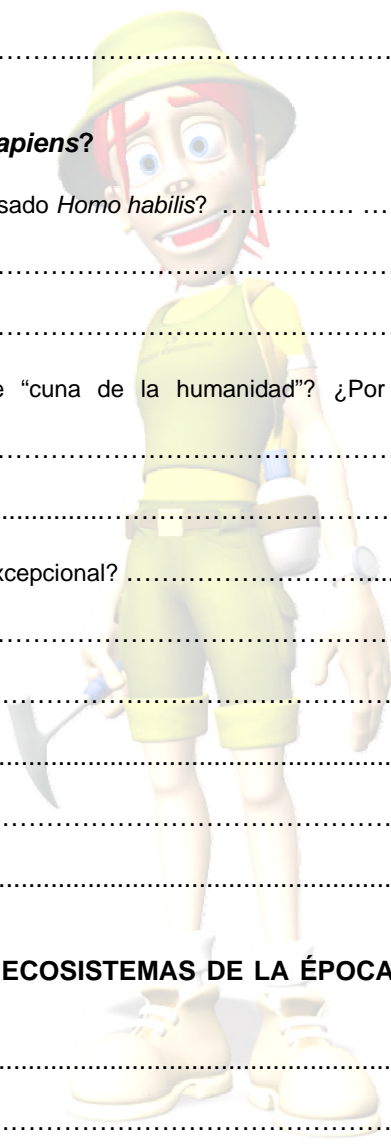 ……………...………………………………………
apiens?
sado Homo habilis? …………… …
………………………………………………………
………………………………………………………
e “cuna de la humanidad”? ¿Por
………………………………………………………
...................................................................
xcepcional? ……………………………...
………………………………………………………
………………………………………………………
...................................................................
………………………………………………………
...................................................................
ECOSISTEMAS DE LA ÉPOCA
...................................................................
………………………………………………………